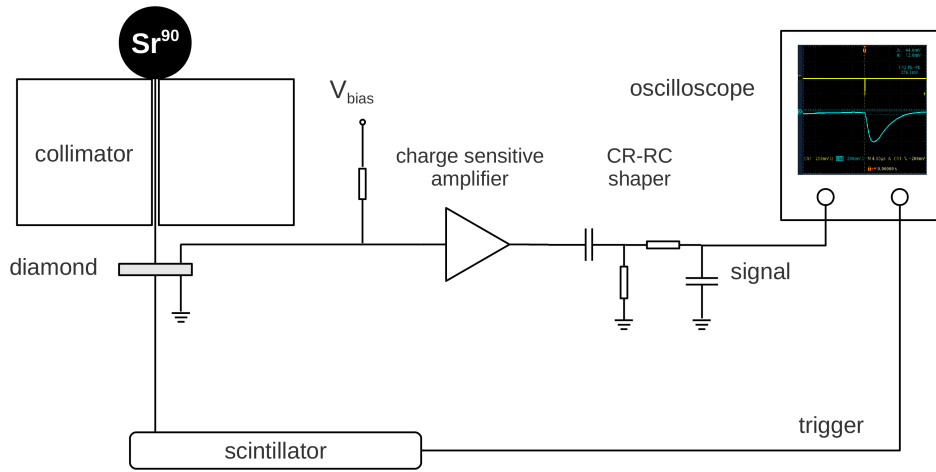 Sr90
collimator
Vbias
oscilloscope
charge sensitive
amplifier
CR-RC
shaper
diamond
signal
trigger
scintillator